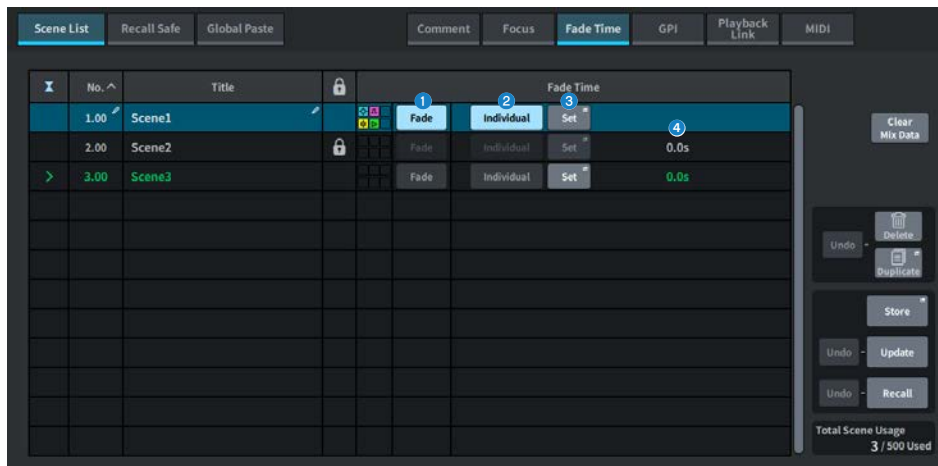 Scene List Recall Safe Global Paste Comment Focus Fade Time GPI Playback Link MIDI
No. Title Fade Time
1 2 3
1.00 Scene1 Fade Individual Set 4
Clear Mix Data
2.00 Scene2 Fade Individual Set 0.0s
3.00 Scene3 Fade Individual Set 0.0s
Delete
Undo -
Duplicate
Store
Undo - Update
Undo - Recall
Total Scene Usage
3 / 500 Used